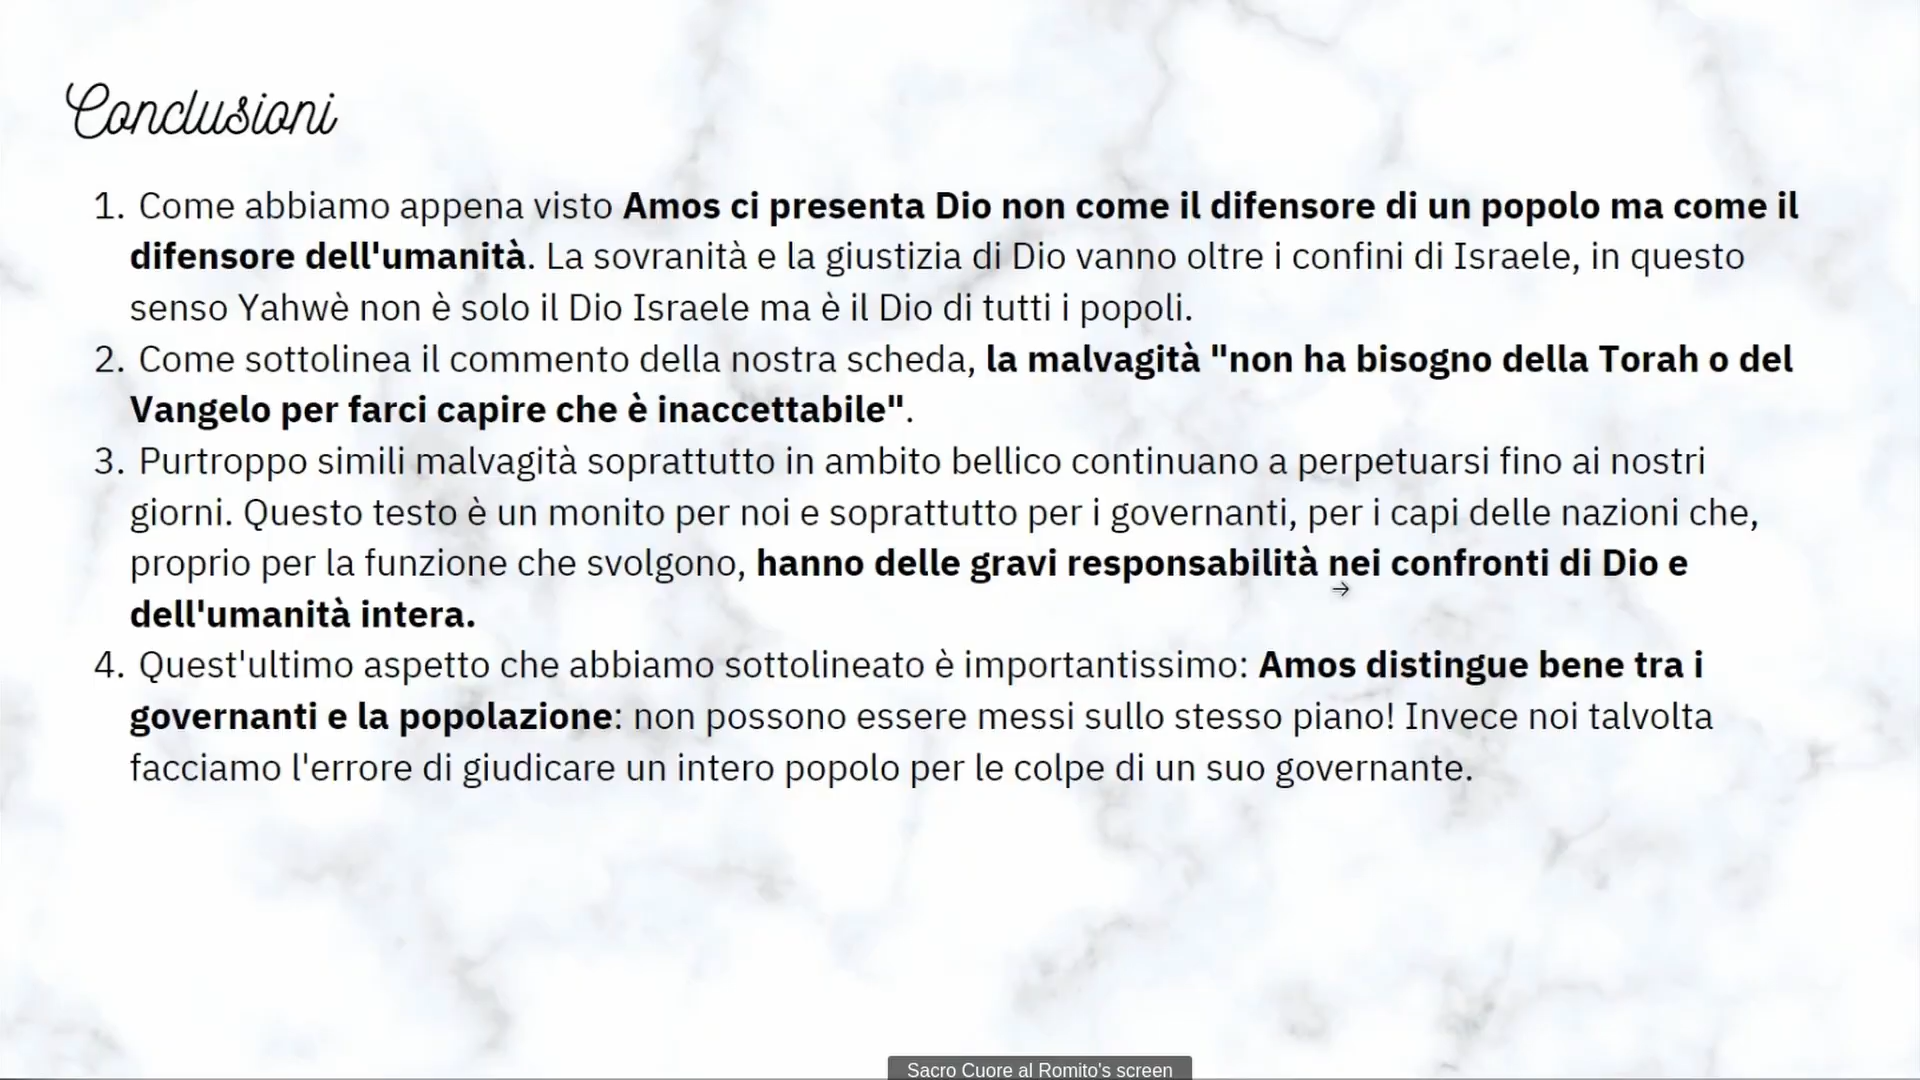 Conclusioni
1. Come abbiamo appena visto Amos ci presenta Dio non come il difensore di un popolo ma come il
difensore dell'umanità. La sovranità e la giustizia di Dio vanno oltre i confini di Israele, in questo
senso Yahwè non è solo il Dio Israele ma è il Dio di tutti i popoli.
2. Come sottolinea il commento della nostra scheda, la malvagità "non ha bisogno della Torah o del
Vangelo per farci capire che è inaccettabile".
3. Purtroppo simili malvagità soprattutto in ambito bellico continuano a perpetuarsi fino ai nostri
giorni. Questo testo è un monito per noi e soprattutto per i governanti, per i capi delle nazioni che,
proprio per la funzione che svolgono, hanno delle gravi responsabilità nei confronti di Dio e
dell'umanità intera.
4. Quest'ultimo aspetto che abbiamo sottolineato è importantissimo: Amos distingue bene tra i
governanti e la popolazione: non possono essere messi sullo stesso piano! Invece noi talvolta
facciamo l'errore di giudicare un intero popolo per le colpe di un suo governante.
Sacro Cuore al Romito's screen